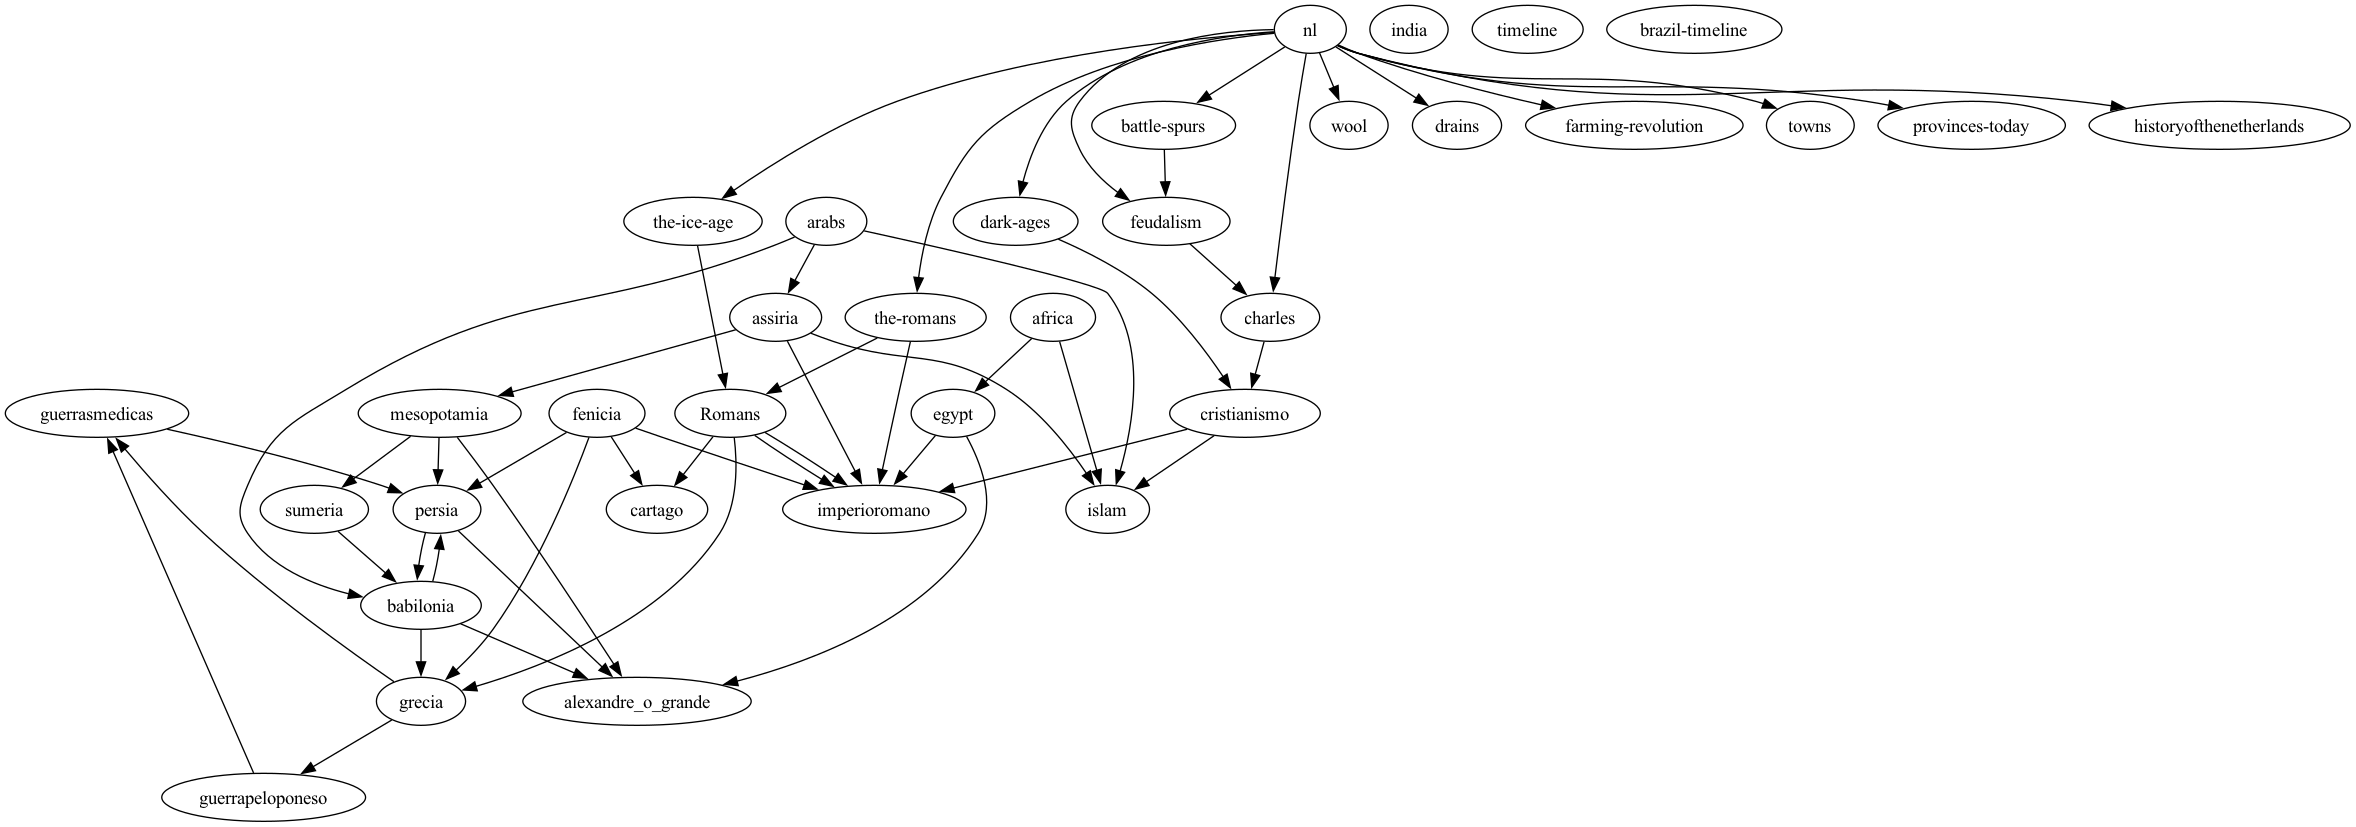 nl
india
timeline
brazil-timeline
battle-spurs
wool
drains
farming-revolution
towns
provinces-today
historyofthenetherlands
the-ice-age
arabs
dark-ages
feudalism
assiria
the-romans
africa
charles
guerrasmedicas
mesopotamia
fenicia
Romans
egypt
cristianismo
sumeria
persia
cartago
imperioromano
islam
babilonia
grecia
alexandre_o_grande
guerrapeloponeso